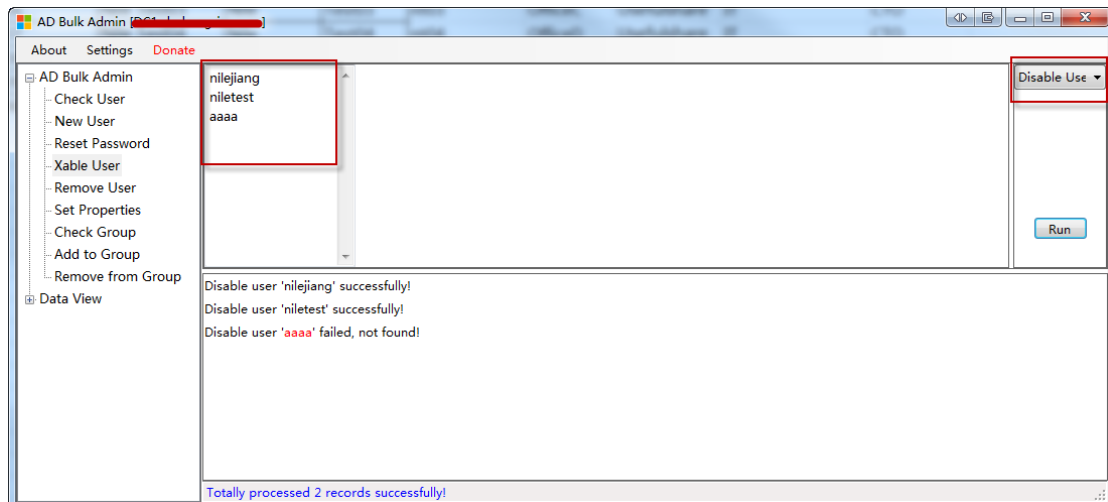 AD Bulk Admin [
About Settings Donate
AD Bulk Admin
Check User
New User
Reset Password
Xable User
Remove User
Set Properties
Check Group
Add to Group
Remove from Group
Data View
nilejiang
niletest
aaaa
Disable Use
Run
Disable user 'nilejiang' successfully!
Disable user 'niletest' successfully!
Disable user 'aaaa' failed, not found!
Totally processed 2 records successfully!